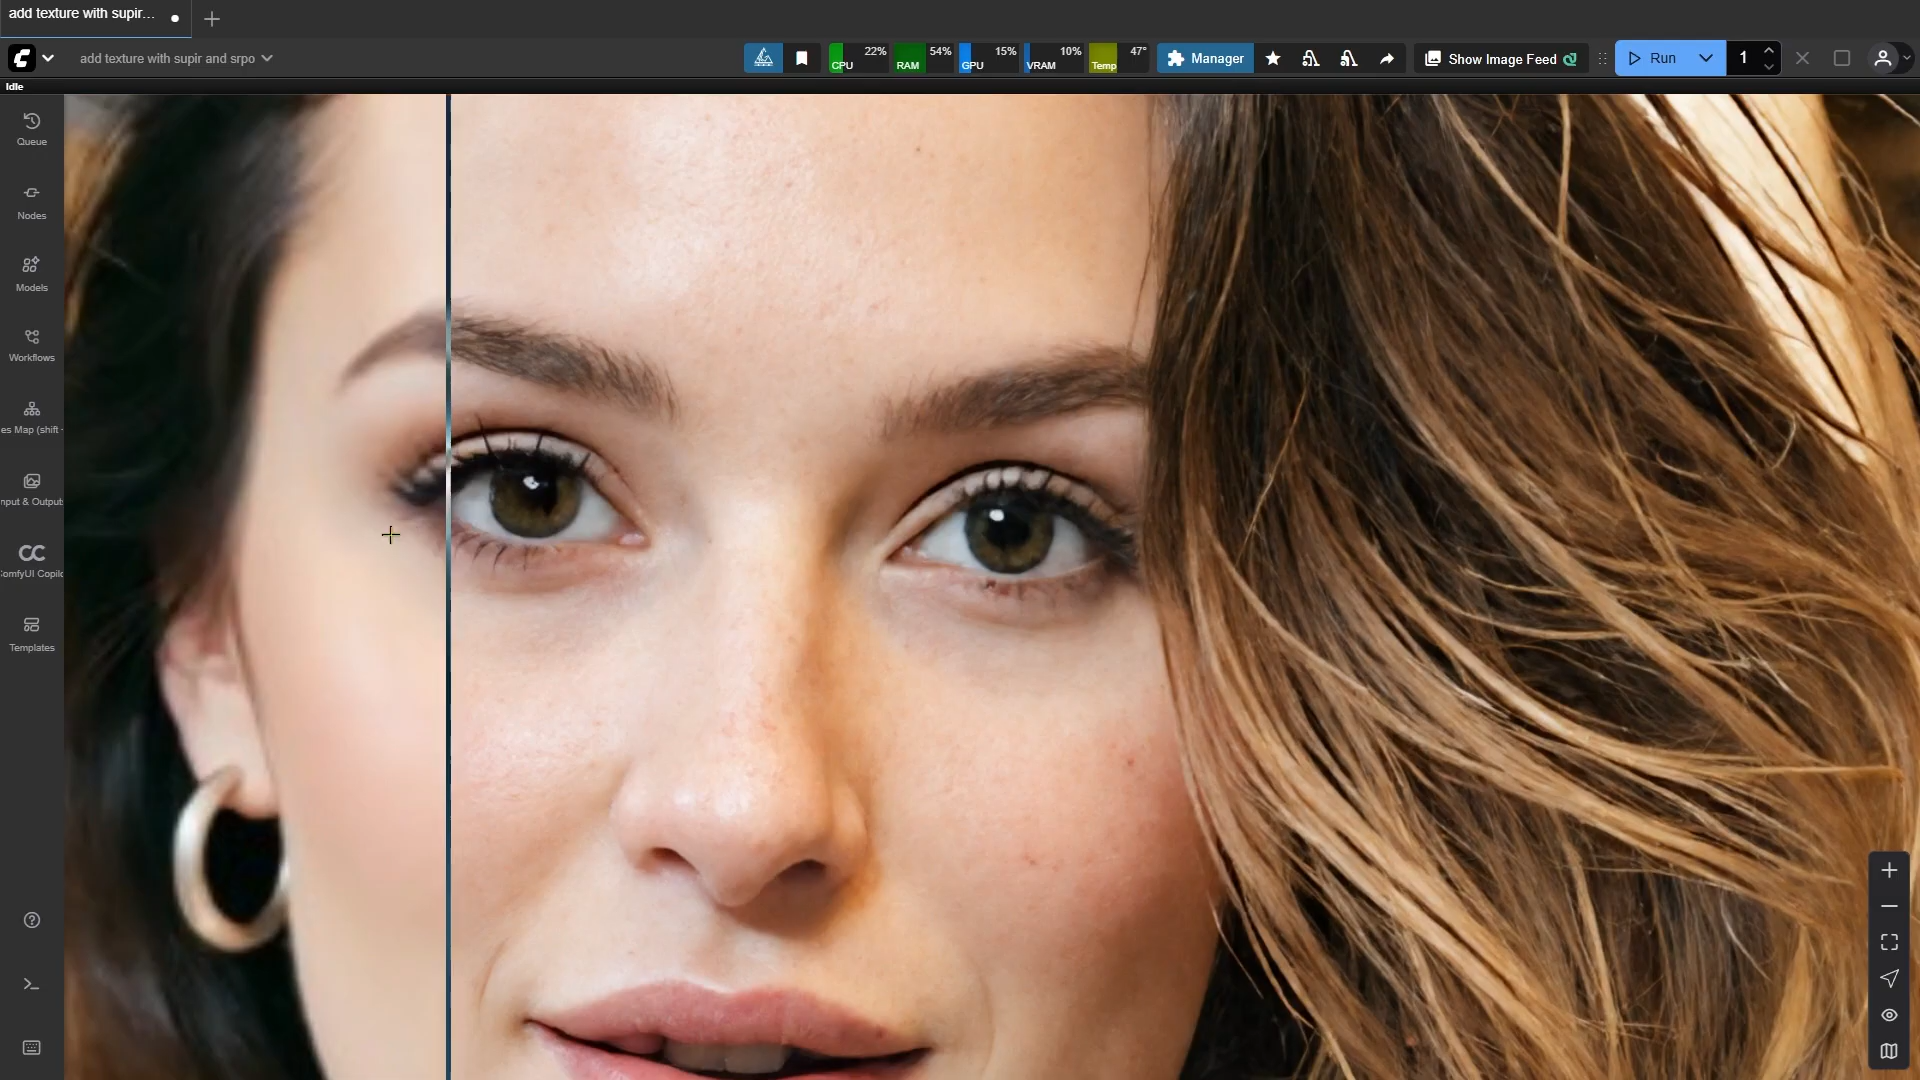 add texture with supir...
add texture with supir and srpo
CPU 22%
RAM 54%
GPU 15%
VRAM 10%
Temp 47°
Manager
Show Image Feed
Run
1
Idle
Queue
Nodes
Models
Workflows
es Map (shift
nput & Output
CC
omfyUI Copil
Templates